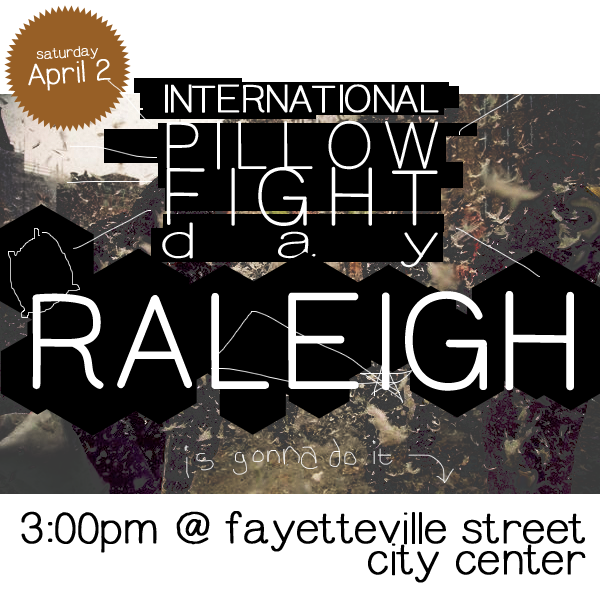 saturday
April 2
INTERNATIONAL
PILLOW
FIGHT
day
RALEIGH
is gonna do it
3:00pm @ fayetteville street
city center